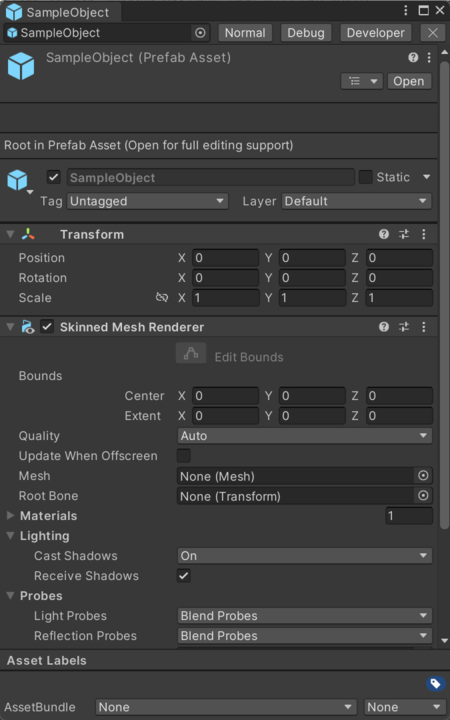 SampleObject
SampleObject Normal Debug Developer
SampleObject (Prefab Asset)
Open
Root in Prefab Asset (Open for full editing support)
SampleObject Static
Tag Untagged Layer Default
Transform
Position X 0 Y 0 Z 0
Rotation X 0 Y 0 Z 0
Scale X 1 Y 1 Z 1
Skinned Mesh Renderer
Edit Bounds
Bounds
Center X 0 Y 0 Z 0
Extent X 0 Y 0 Z 0
Quality Auto
Update When Offscreen
Mesh None (Mesh)
Root Bone None (Transform)
Materials 1
Lighting
Cast Shadows On
Receive Shadows
Probes
Light Probes Blend Probes
Reflection Probes Blend Probes
Asset Labels
AssetBundle None None